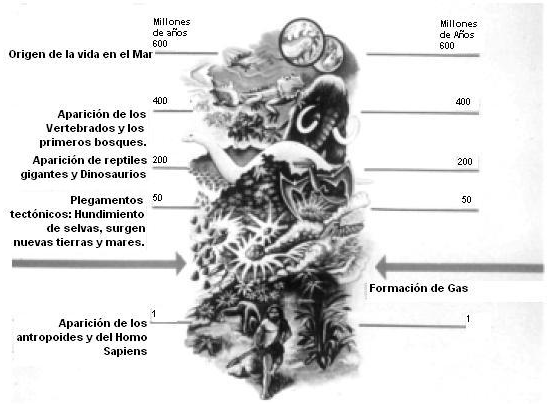 Millones
de años
600
Origen de la vida en el Mar
Millones
de Años
600
400
Aparición de los
Vertebrados y los
primeros bosques.
400
200
Aparición de reptiles
gigantes y Dinosaurios
200
50
Plegamentos
tectónicos: Hundimiento
de selvas, surgen
nuevas tierras y mares.
50
Formación de Gas
1
Aparición de los
antropoides y del Homo
Sapiens
1